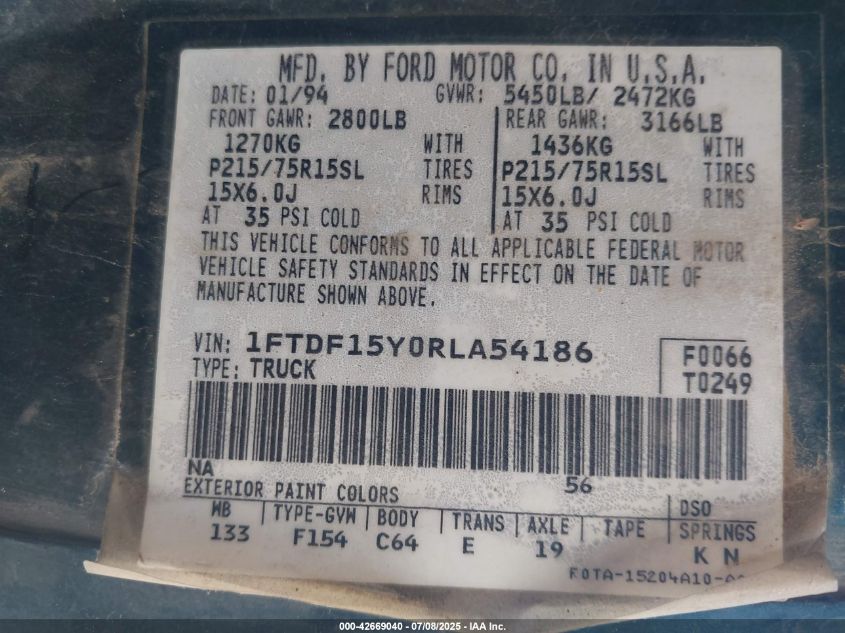 MFD. BY FORD MOTOR CO. IN U.S.A.
DATE: 01/94 GVWR: 5450LB/ 2472KG
FRONT GAWR: 2800LB REAR GAWR: 3166LB
1270KG WITH 1436KG WITH
P215/75R15SL TIRES P215/75R15SL TIRES
15X6.0J RIMS 15X6.0J RIMS
AT 35 PSI COLD AT 35 PSI COLD
THIS VEHICLE CONFORMS TO ALL APPLICABLE FEDERAL MOTOR
VEHICLE SAFETY STANDARDS IN EFFECT ON THE DATE OF
MANUFACTURE SHOWN ABOVE.
VIN: 1FTDF15Y0RLA54186 F0066
TYPE: TRUCK T0249
NA 56
EXTERIOR PAINT COLORS DSO
WB TYPE-GVW BODY TRANS AXLE TAPE SPRINGS
133 F154 C64 E 19 K N
000-42669040 - 07/08/2025 - IAA Inc.